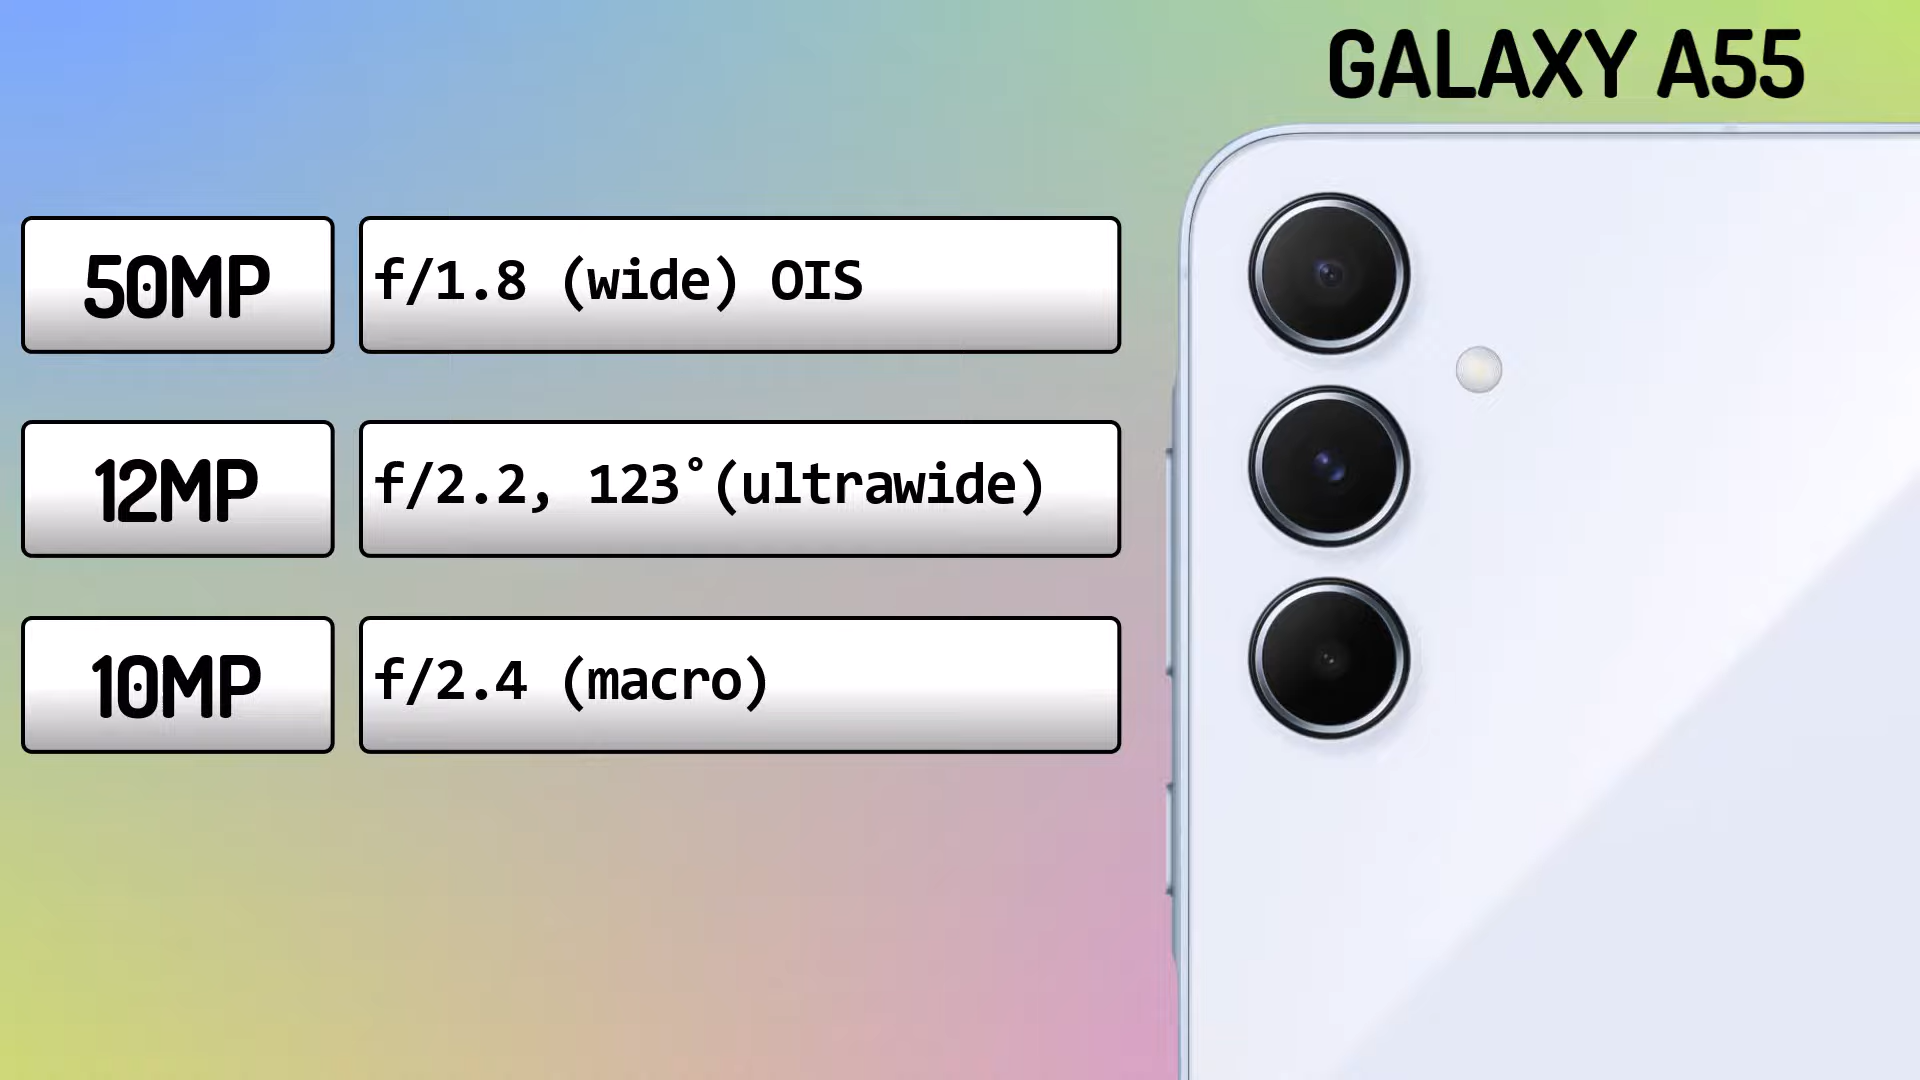 GALAXY A55
50MP
f/1.8 (wide) OIS
12MP
f/2.2, 123°(ultrawide)
10MP
f/2.4 (macro)